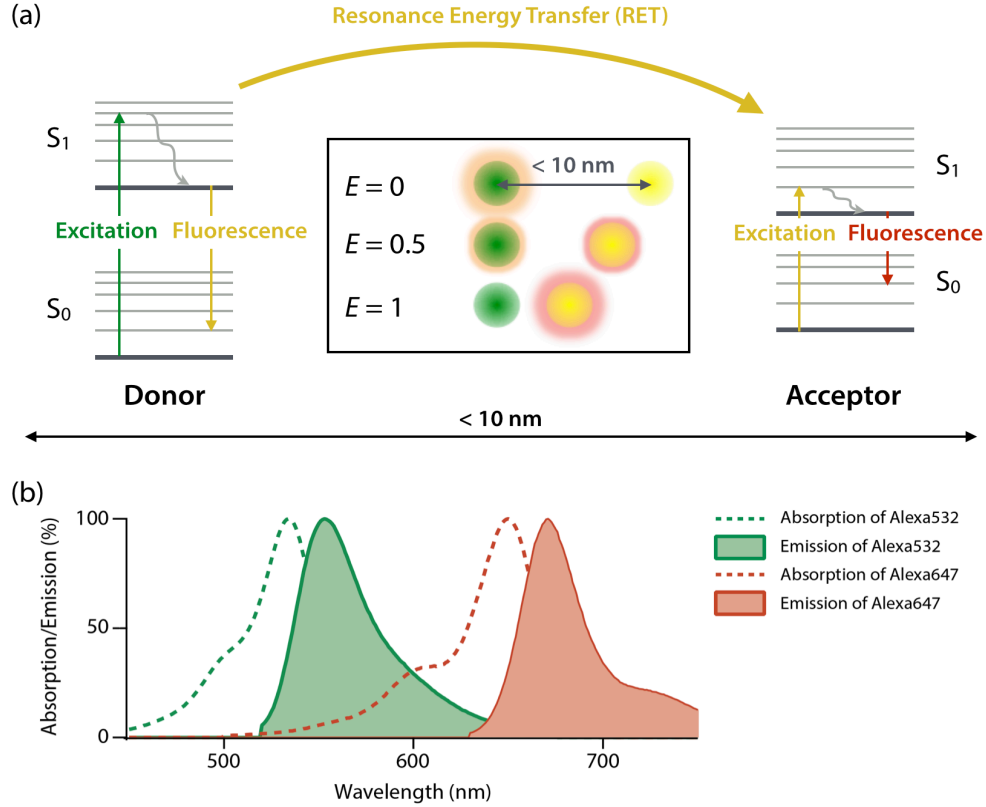 (a)
Resonance Energy Transfer (RET)
S1
Excitation Fluorescence
S0
Donor
< 10 nm
E = 0
E = 0.5
E = 1
S1
Excitation Fluorescence
S0
Acceptor
< 10 nm
(b)
Absorption/Emission (%)
100
50
0
500 600 700
Wavelength (nm)
Absorption of Alexa532
Emission of Alexa532
Absorption of Alexa647
Emission of Alexa647